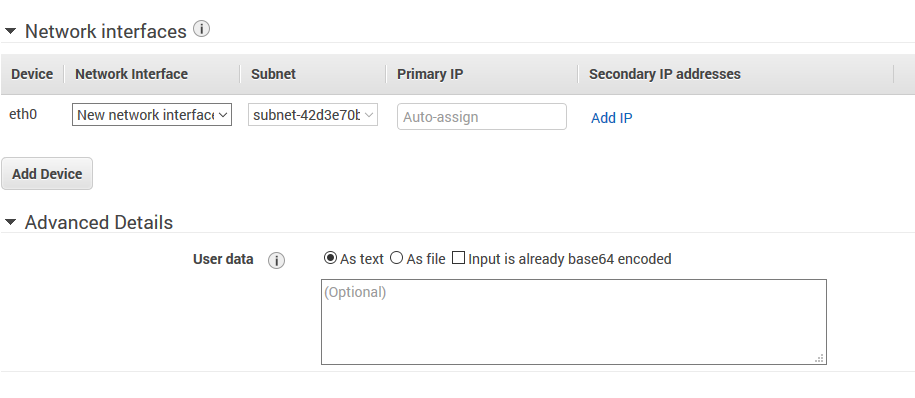 Network interfaces
Device Network Interface Subnet Primary IP Secondary IP addresses
eth0 New network interfac subnet-42d3e70b Auto-assign Add IP
Add Device
Advanced Details
User data As text As file Input is already base64 encoded
(Optional)